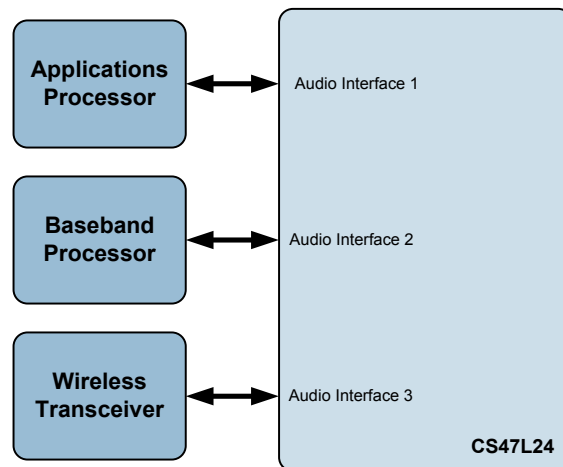 Applications
Processor
Audio Interface 1
Baseband
Processor
Audio Interface 2
Wireless
Transceiver
Audio Interface 3
CS47L24